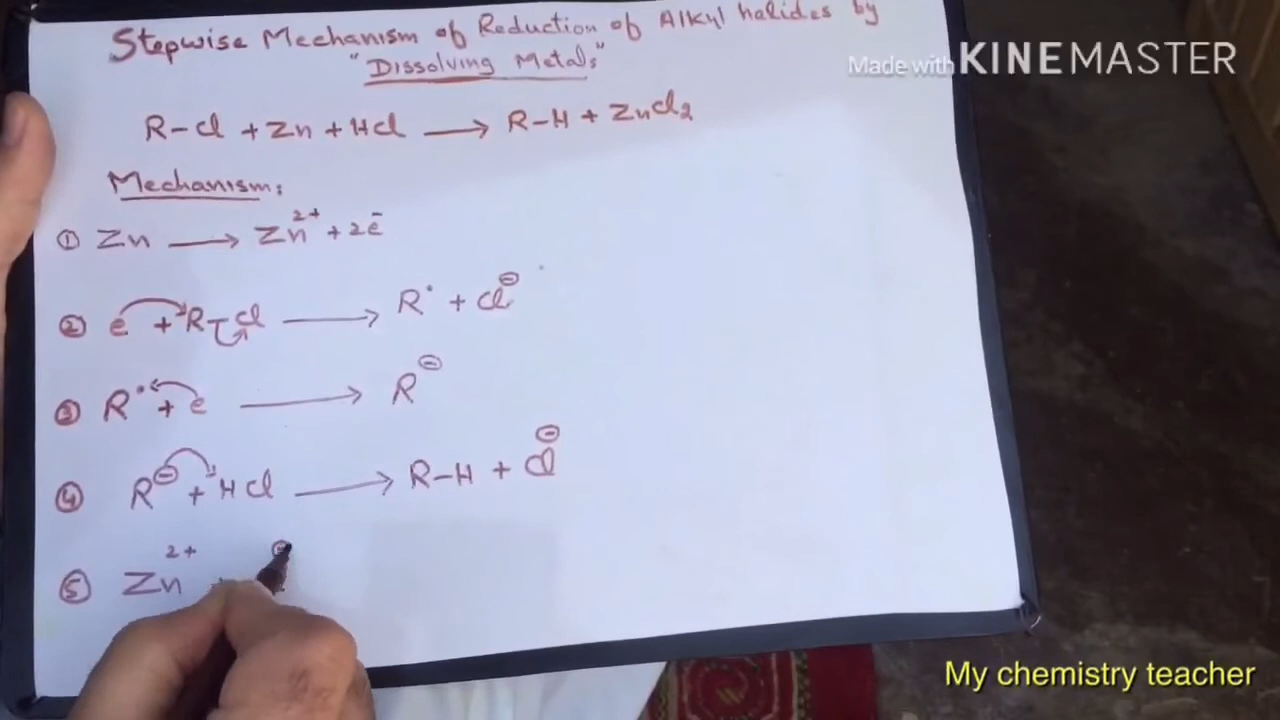 Stepwise Mechanism of Reduction of Alkyl halides by
"Dissolving Metals"
Made with KINEMASTER
R-Cl + Zn + HCl → R-H + ZnCl₂
Mechanism:
① Zn → Zn²⁺ + 2e⁻
② e + R-Cl → R• + Cl⊖
③ R• + e → R⊖
④ R⊖ + HCl → R-H + Cl⊖
⑤ Zn²⁺ +
My chemistry teacher